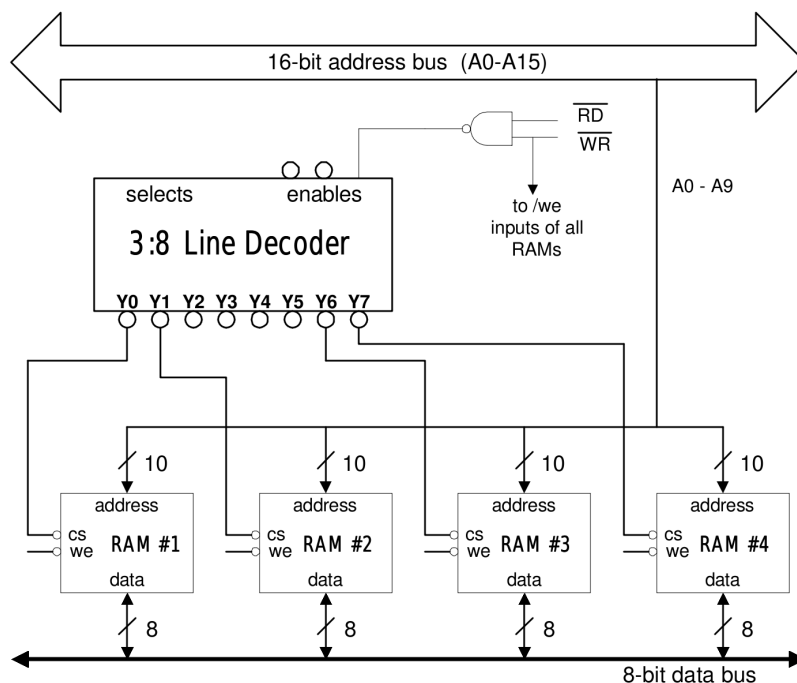 16-bit address bus (A0-A15)
RD
WR
A0 - A9
to /we
inputs of all
RAMs
selects enables
3:8 Line Decoder
Y0 Y1 Y2 Y3 Y4 Y5 Y6 Y7
10 10 10 10
address address address address
cs cs cs cs
we RAM #1 we RAM #2 we RAM #3 we RAM #4
data data data data
8 8 8 8
8-bit data bus